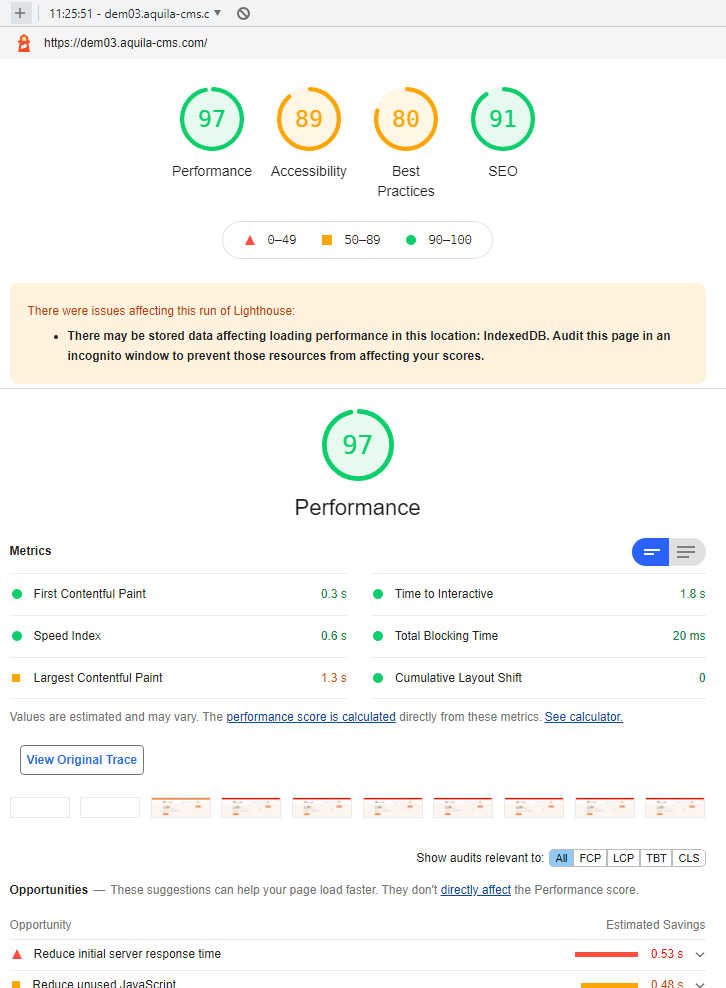 11:25:51 - dem03.aquila-cms.c
https://dem03.aquila-cms.com/
97 89 80 91
Performance Accessibility Best Practices SEO
0–49 50–89 90–100
There were issues affecting this run of Lighthouse:
There may be stored data affecting loading performance in this location: IndexedDB. Audit this page in an
incognito window to prevent those resources from affecting your scores.
97
Performance
Metrics
First Contentful Paint 0.3 s Time to Interactive 1.8 s
Speed Index 0.6 s Total Blocking Time 20 ms
Largest Contentful Paint 1.3 s Cumulative Layout Shift 0
Values are estimated and may vary. The performance score is calculated directly from these metrics. See calculator.
View Original Trace
Show audits relevant to: All FCP LCP TBT CLS
Opportunities — These suggestions can help your page load faster. They don't directly affect the Performance score.
Opportunity Estimated Savings
Reduce initial server response time 0.53 s
Reduce unused JavaScript 0.48 s